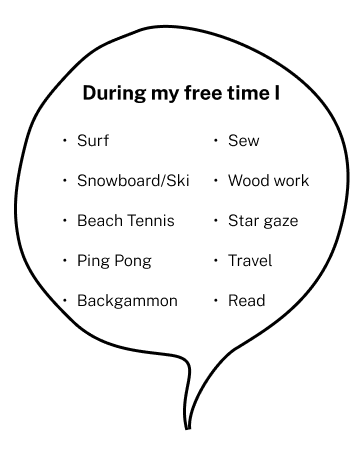 During my free time I
• Surf
• Snowboard/Ski
• Beach Tennis
• Ping Pong
• Backgammon
• Sew
• Wood work
• Star gaze
• Travel
• Read